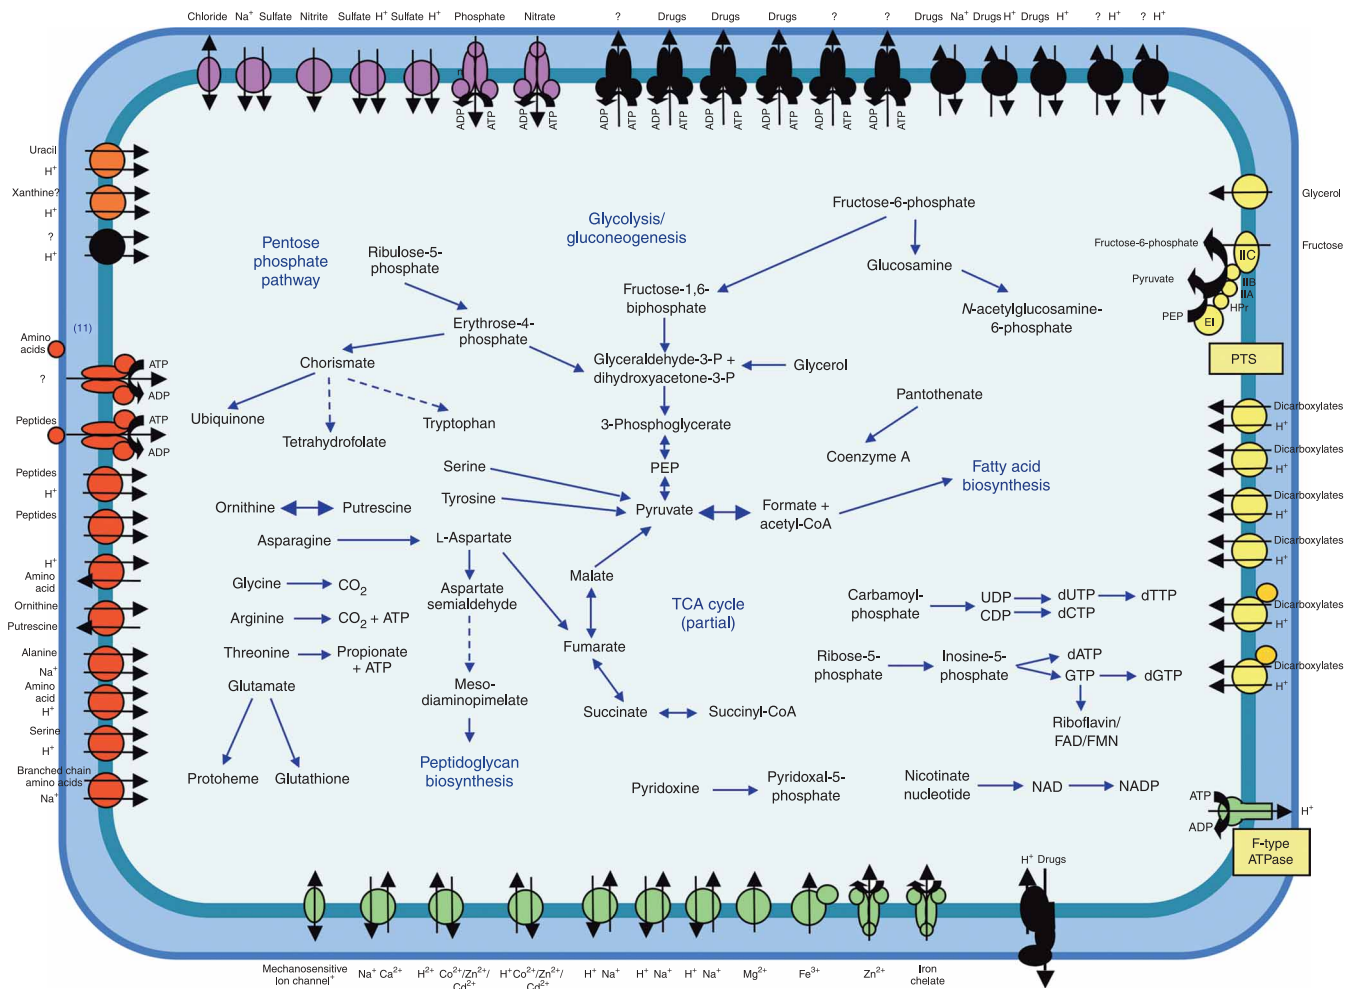 Chloride Na+ Sulfate Nitrite Sulfate H+ Sulfate H+ Phosphate Nitrate ? Drugs Drugs Drugs ? ? Drugs Na+ Drugs H+ Drugs H+ ? H+ ? H+
n
ADP ATP ADP ATP ADP ATP ADP ATP ADP ATP ADP ATP ADP ATP ADP ATP
Uracil
H+
Xanthine?
H+
?
H+
(11)
Amino
acids
ATP
?
ADP
Peptides
ATP
ADP
Peptides
H+
Peptides
H+
Amino
acid
Ornithine
Putrescine
Alanine
Na+
Amino
acid
H+
Serine
H+
Branched chain
amino acids
Na+
Pentose
phosphate
pathway
Ribulose-5-
phosphate
Erythrose-4-
phosphate
Chorismate
Ubiquinone
Tetrahydrofolate
Tryptophan
Glycolysis/
gluconeogenesis
Fructose-6-phosphate
Glucosamine
N-acetylglucosamine-
6-phosphate
Fructose-1,6-
biphosphate
Glyceraldehyde-3-P +
dihydroxyacetone-3-P
Glycerol
3-Phosphoglycerate
PEP
Pyruvate
Serine
Tyrosine
Formate +
acetyl-CoA
Pantothenate
Coenzyme A
Fatty acid
biosynthesis
Ornithine Putrescine
Asparagine L-Aspartate
Glycine CO2
Arginine CO2 + ATP
Threonine Propionate
+ ATP
Glutamate
Protoheme Glutathione
Aspartate
semialdehyde
Meso-
diaminopimelate
Peptidoglycan
biosynthesis
Malate
TCA cycle
(partial)
Fumarate
Succinate Succinyl-CoA
Carbamoyl-
phosphate
UDP dUTP dTTP
CDP dCTP
Ribose-5-
phosphate
Inosine-5-
phosphate
dATP
GTP dGTP
Riboflavin/
FAD/FMN
Pyridoxine Pyridoxal-5-
phosphate
Nicotinate
nucleotide
NAD NADP
Glycerol
Fructose-6-phosphate Fructose
IIC
Pyruvate
IIB
IIA
HPr
PEP
EI
PTS
Dicarboxylates
H+
Dicarboxylates
H+
Dicarboxylates
H+
Dicarboxylates
H+
Dicarboxylates
H+
Dicarboxylates
H+
ATP
H+
ADP
F-type
ATPase
H+ Drugs
Mechanosensitive
Ion channel+
Na+ Ca2+
H2+ Co2+/Zn2+/
Cd2+
H+ Co2+/Zn2+/
Cd2+
H+ Na+
H+ Na+
H+ Na+
Mg2+
Fe3+
Zn2+
Iron
chelate